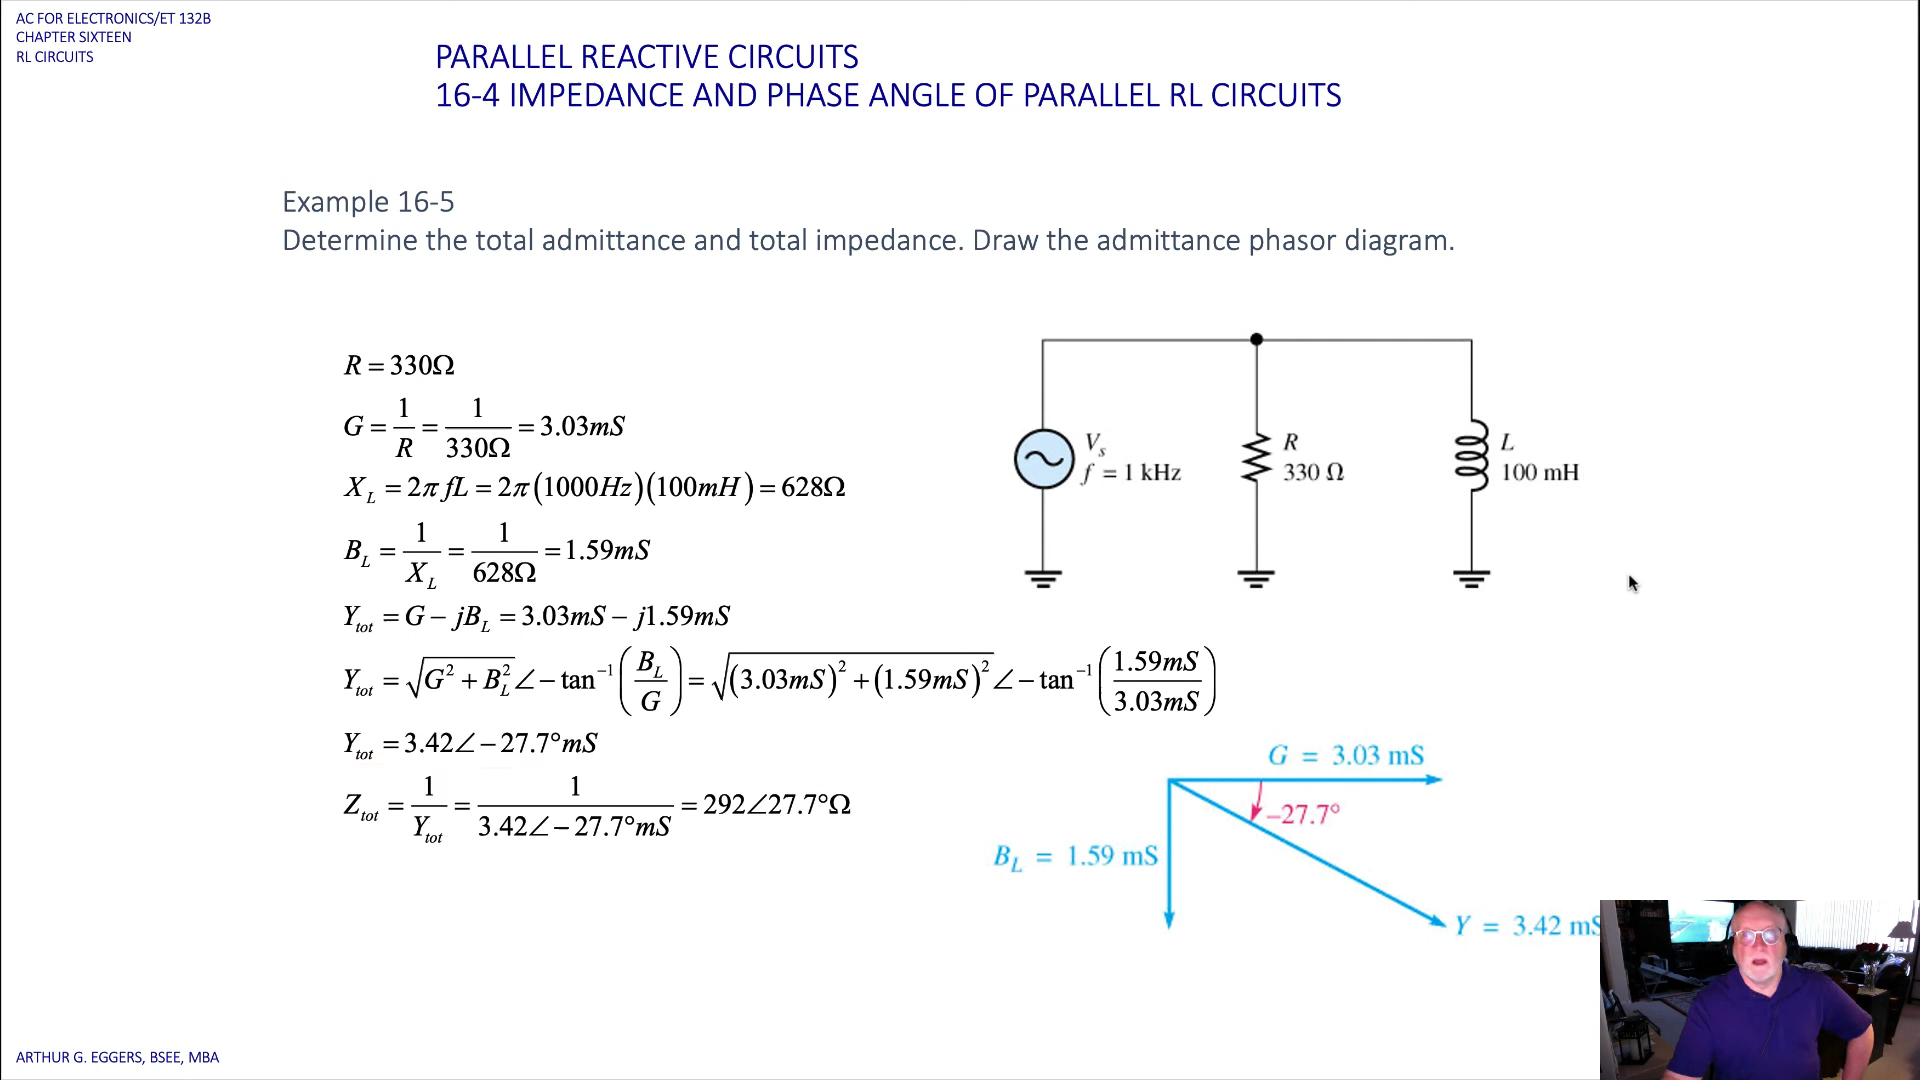 AC FOR ELECTRONICS/ET 132B
CHAPTER SIXTEEN
RL CIRCUITS
PARALLEL REACTIVE CIRCUITS
16-4 IMPEDANCE AND PHASE ANGLE OF PARALLEL RL CIRCUITS
Example 16-5
Determine the total admittance and total impedance. Draw the admittance phasor diagram.
R = 330Ω
G = 1/R = 1/330Ω = 3.03mS
X_L = 2π fL = 2π(1000Hz)(100mH) = 628Ω
B_L = 1/X_L = 1/628Ω = 1.59mS
Y_tot = G − jB_L = 3.03mS − j1.59mS
Y_tot = √(G² + B_L²) ∠ − tan⁻¹(B_L/G) = √((3.03mS)² + (1.59mS)²) ∠ − tan⁻¹(1.59mS/3.03mS)
Y_tot = 3.42∠ − 27.7°mS
Z_tot = 1/Y_tot = 1/3.42∠ − 27.7°mS = 292∠27.7°Ω
V_s
f = 1 kHz
R
330 Ω
L
100 mH
G = 3.03 mS
–27.7°
B_L = 1.59 mS
Y = 3.42 mS
ARTHUR G. EGGERS, BSEE, MBA